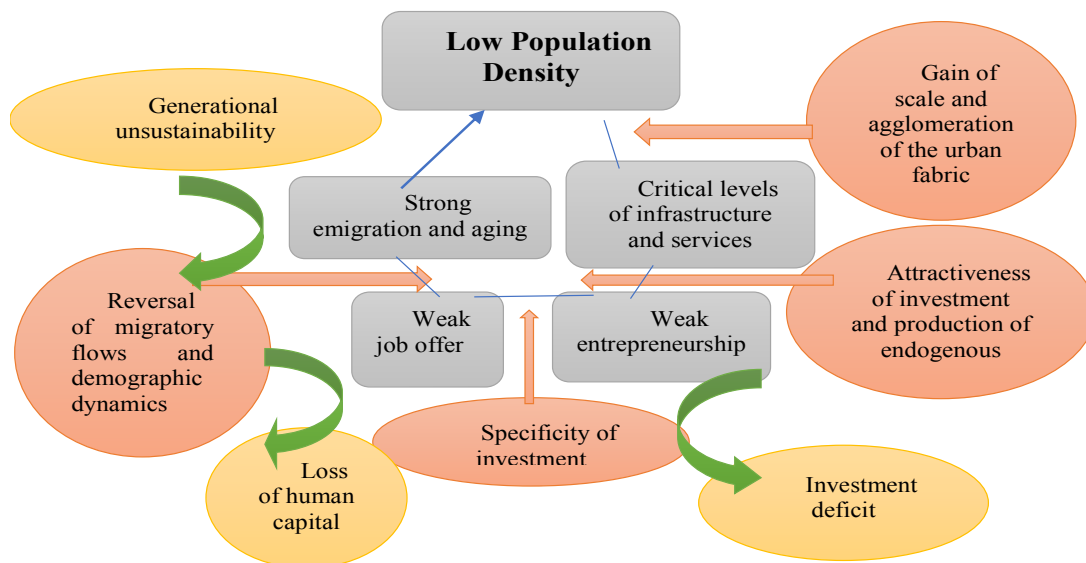 Low Population
Density
Generational
unsustainability
Gain of
scale and
agglomeration
of the urban
fabric
Strong
emigration and aging
Critical levels
of infrastructure
and services
Reversal
of migratory
flows and
demographic
dynamics
Weak
job offer
Weak
entrepreneurship
Attractiveness
of investment
and production of
endogenous
Specificity of
investment
Loss
of human
capital
Investment
deficit